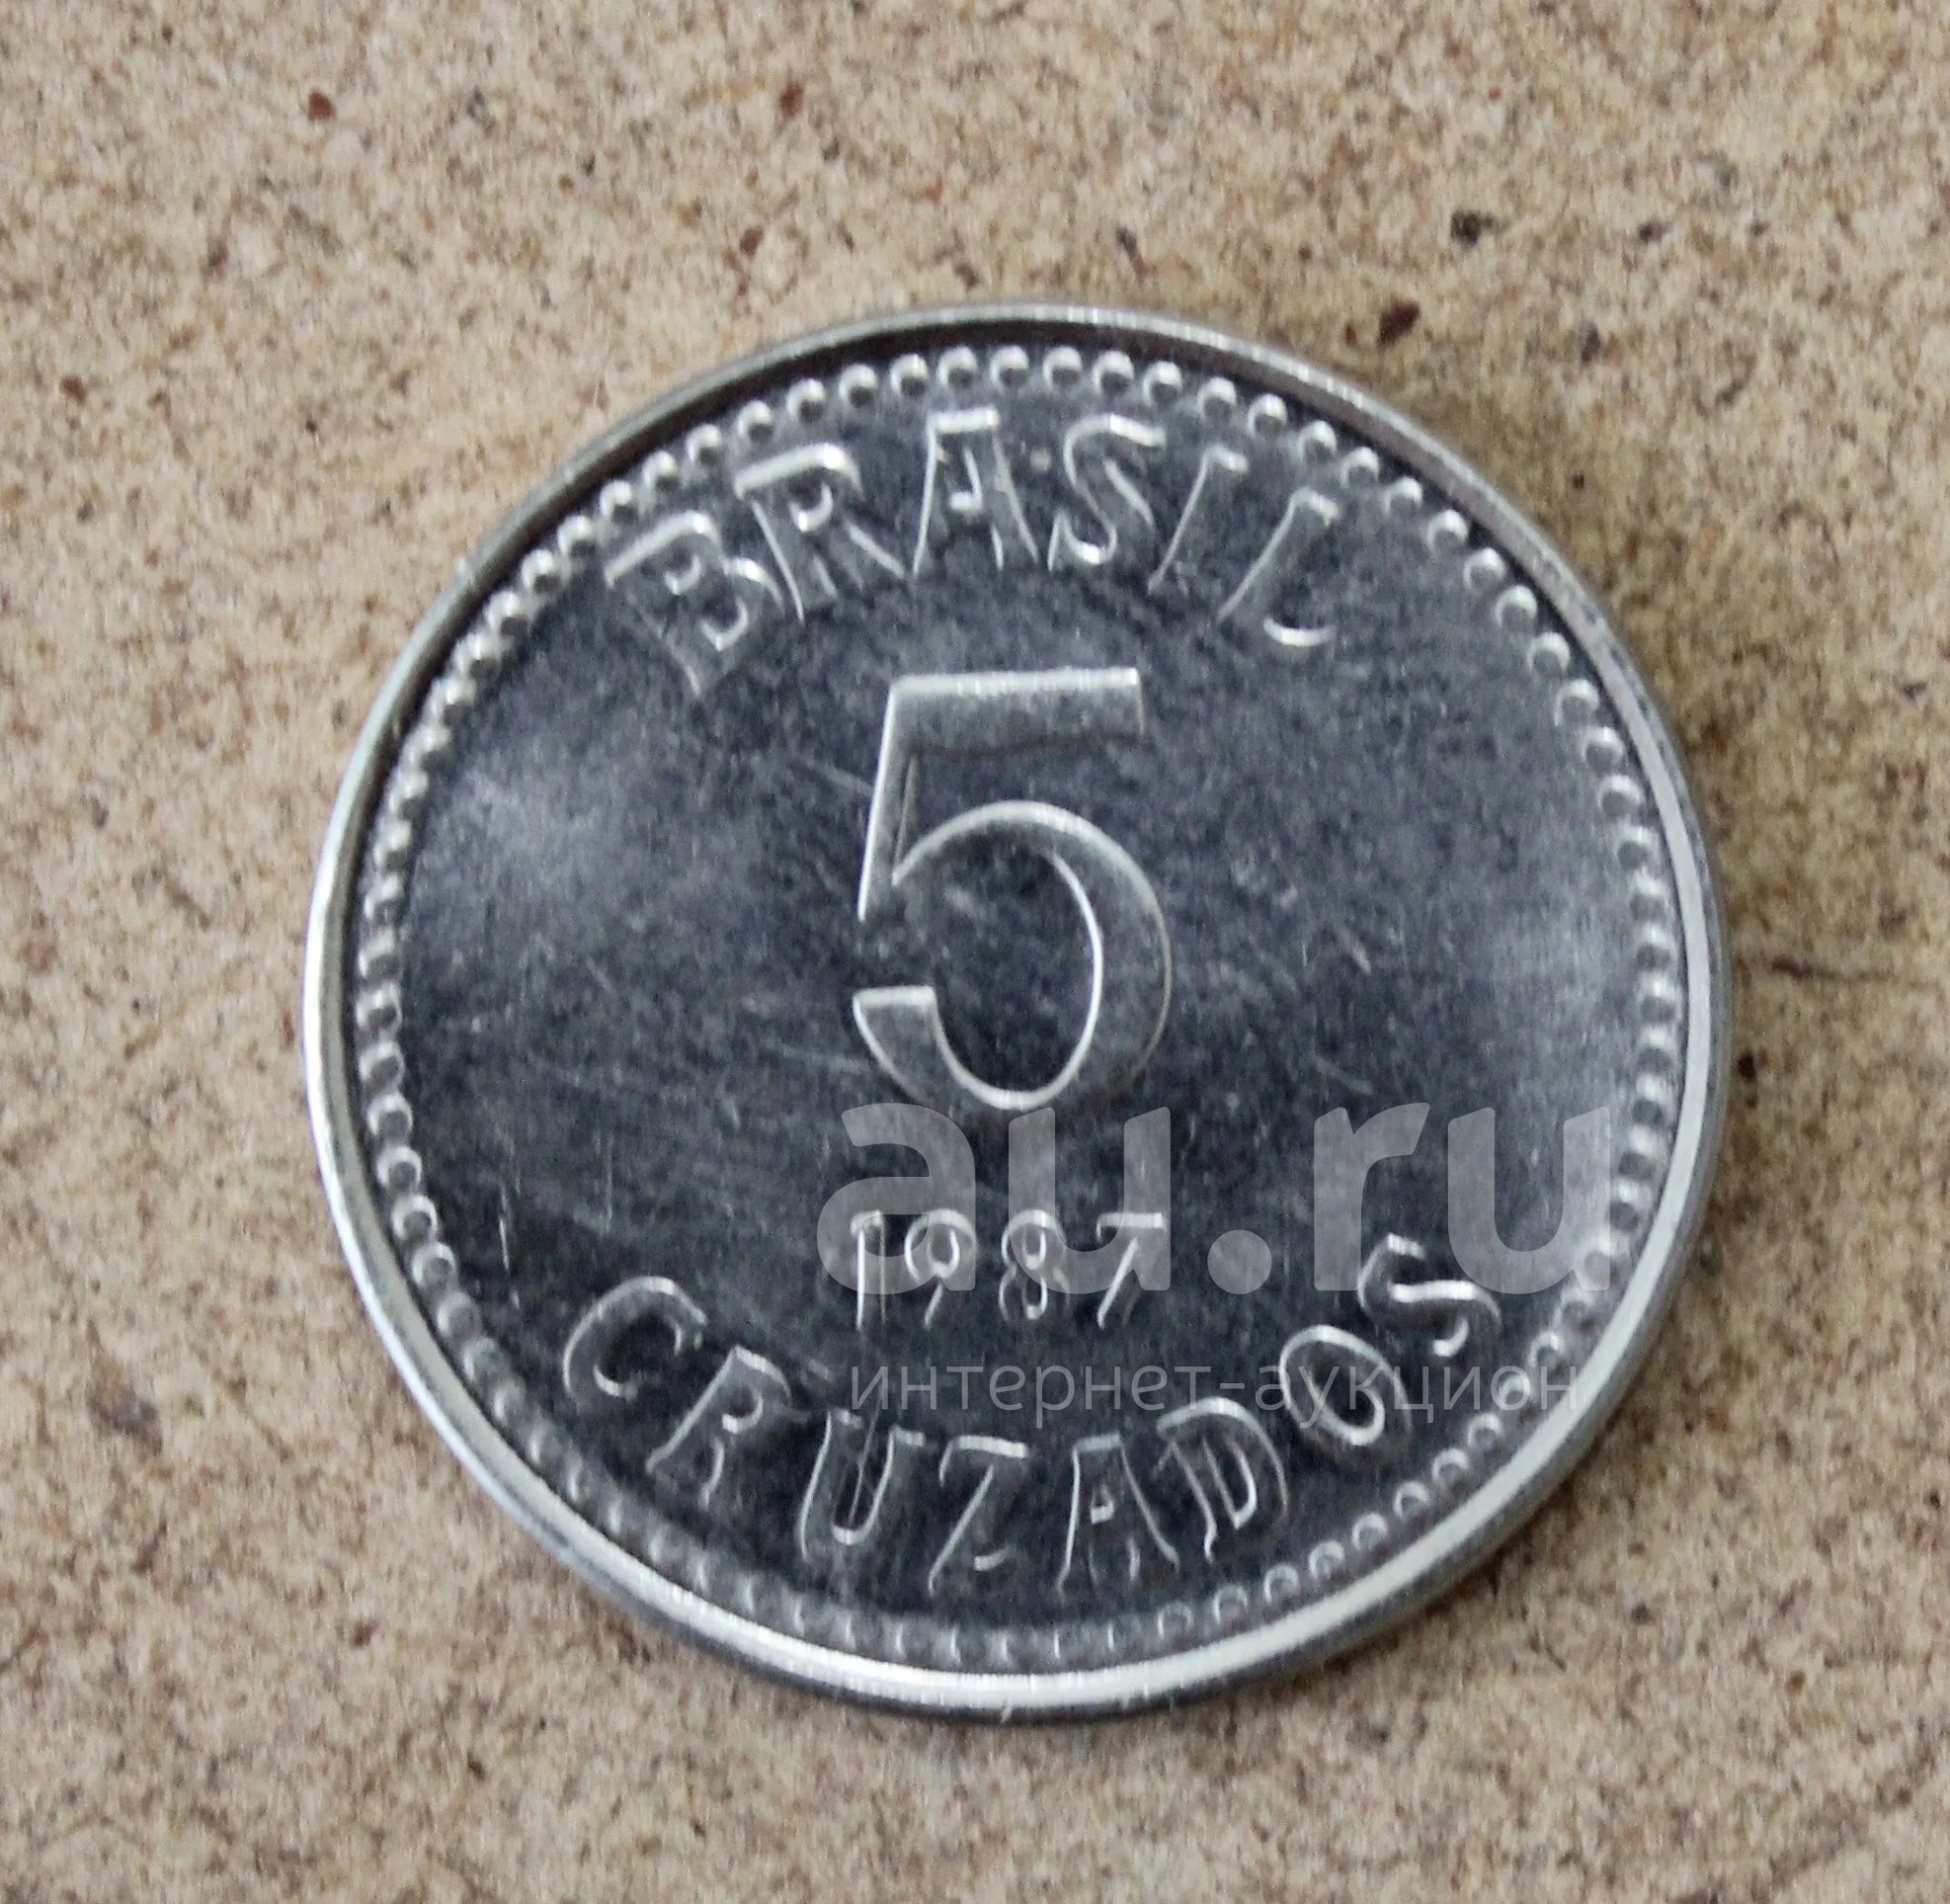 BRASIL
5
au.ru
1987
интернет-аукцион
CRUZADOS